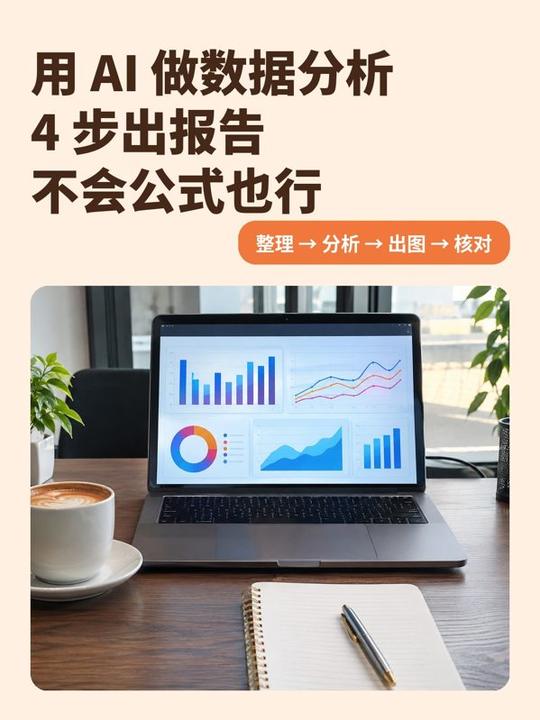 用 AI 做数据分析
4 步出报告
不会公式也行
整理 → 分析 → 出图 → 核对